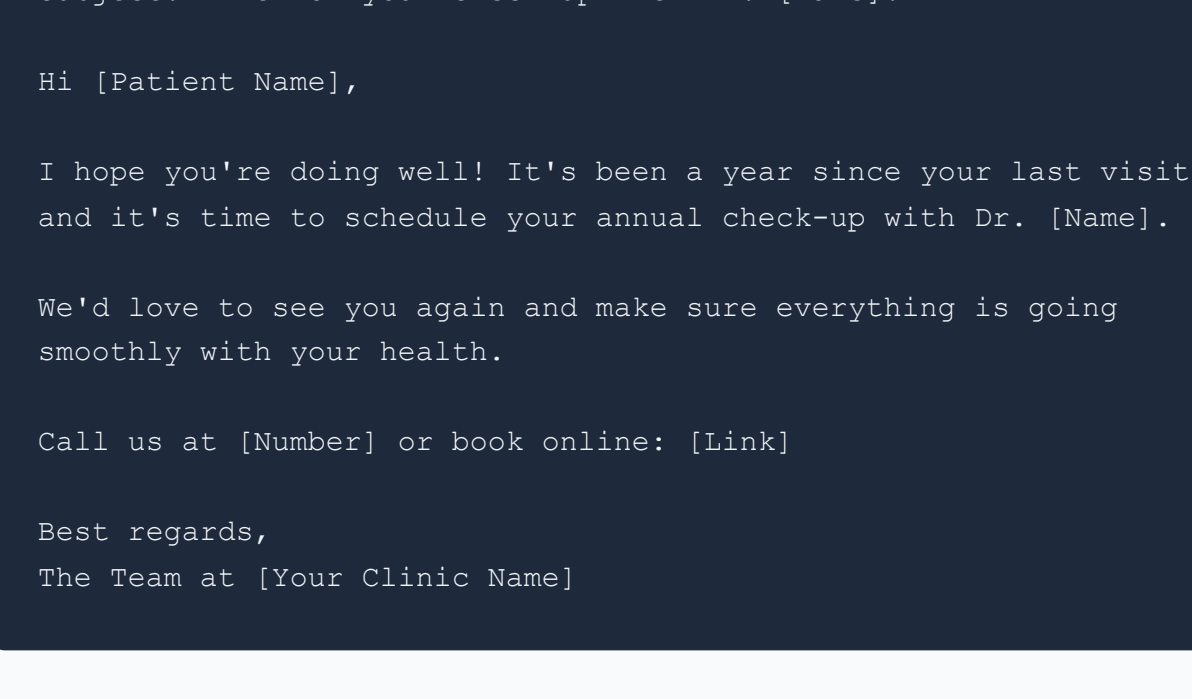 Hi [Patient Name],
I hope you're doing well! It's been a year since your last visit
and it's time to schedule your annual check-up with Dr. [Name].
We'd love to see you again and make sure everything is going
smoothly with your health.
Call us at [Number] or book online: [Link]
Best regards,
The Team at [Your Clinic Name]